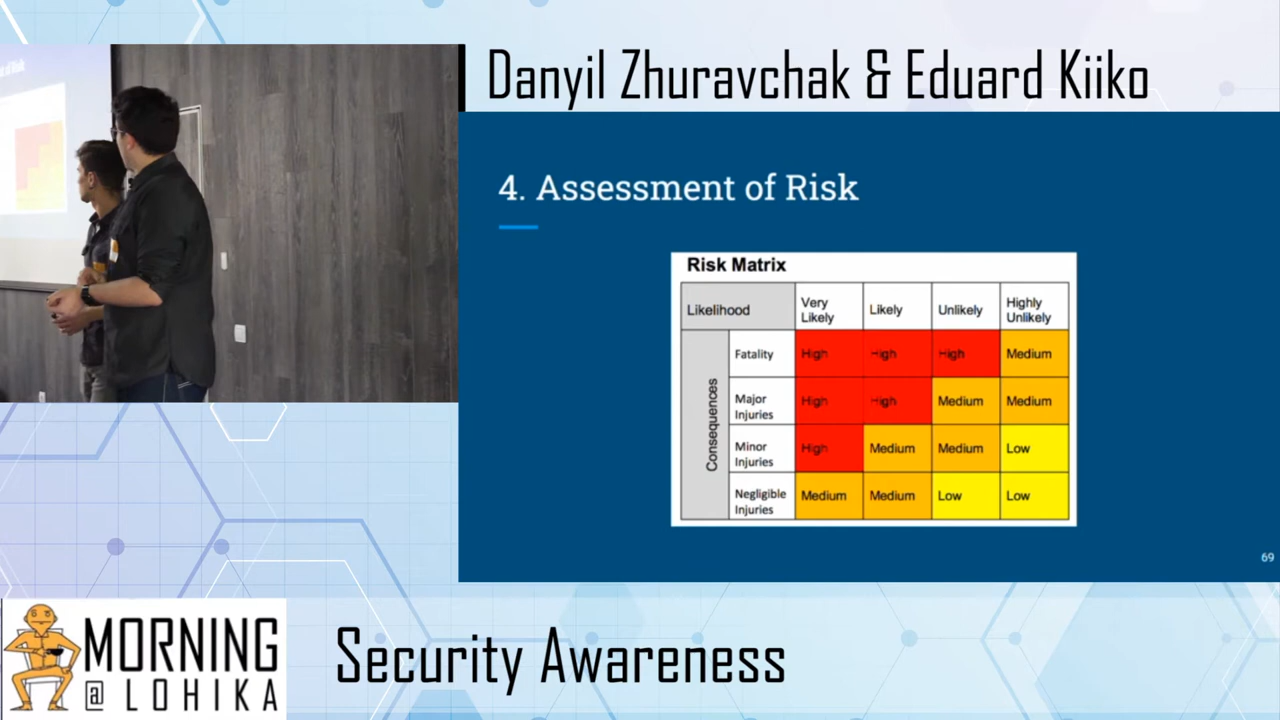 Danyil Zhuravchak & Eduard Kiiko
4. Assessment of Risk
Risk Matrix
Likelihood
Very
Likely
Likely
Unlikely
Highly
Unlikely
Consequences
Fatality
High
High
High
Medium
Major
Injuries
High
High
Medium
Medium
Minor
Injuries
High
Medium
Medium
Low
Negligible
Injuries
Medium
Medium
Low
Low
69
MORNING
@ LOHIKA
Security Awareness